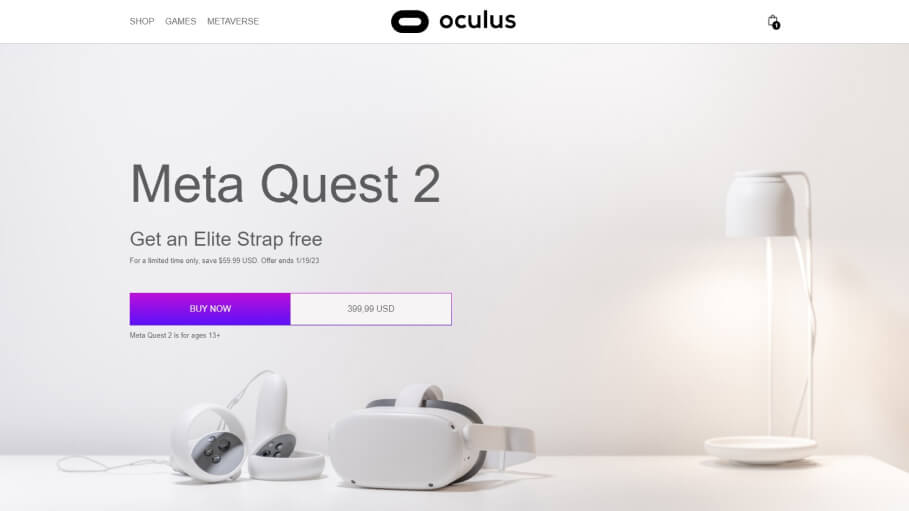 SHOP GAMES METAVERSE oculus 1
Meta Quest 2
Get an Elite Strap free
For a limited time only, save $59.99 USD. Offer ends 1/19/23
BUY NOW 399,99 USD
Meta Quest 2 is for ages 13+